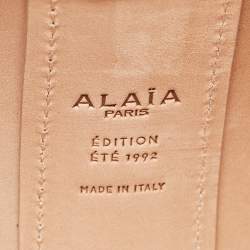 ALAÏA
PARIS
ÉDITION
ÉTÉ 1992
MADE IN ITALY